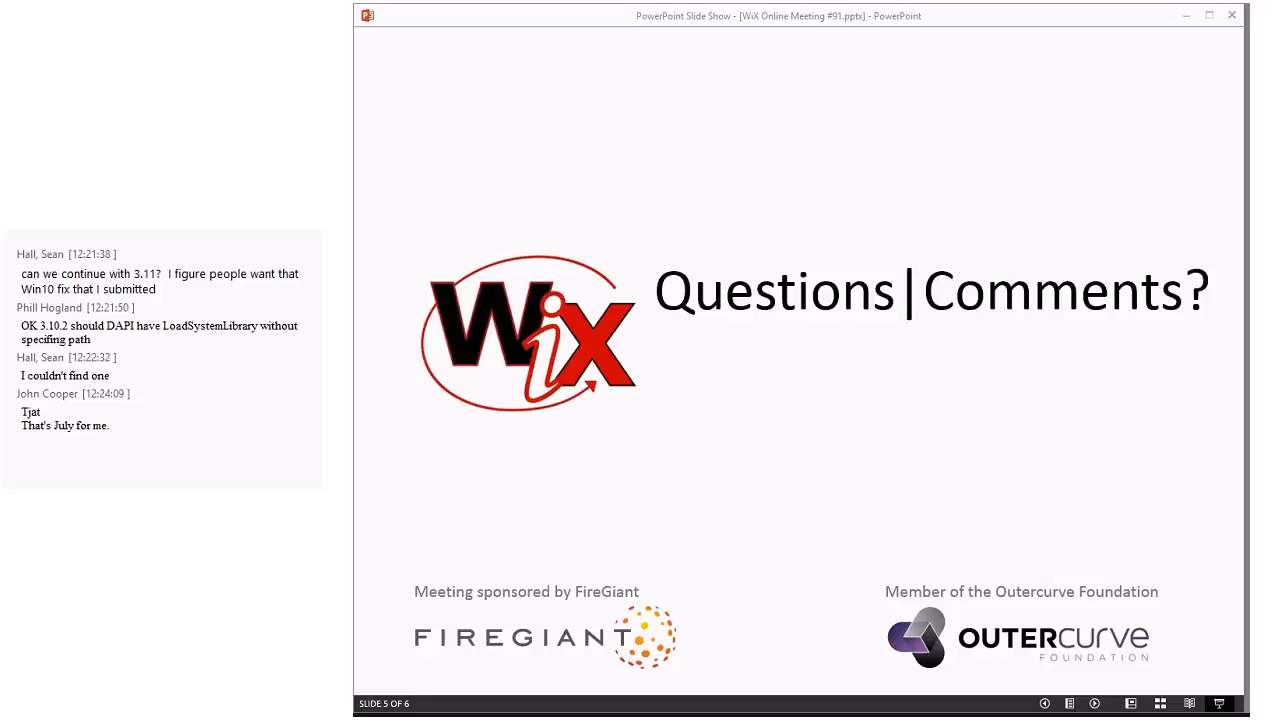 PowerPoint Slide Show - [WiX Online Meeting #91.pptx] - PowerPoint
Hall, Sean [12:21:38 ]
can we continue with 3.11?  I figure people want that
Win10 fix that I submitted
Phill Hogland [12:21:50 ]
OK 3.10.2 should DAPI have LoadSystemLibrary without
specifing path
Hall, Sean [12:22:32 ]
I couldn't find one
John Cooper [12:24:09 ]
Tjat
That's July for me.
WiX
Questions|Comments?
Meeting sponsored by FireGiant
FIREGIANT
Member of the Outercurve Foundation
OUTERCURVE
FOUNDATION
SLIDE 5 OF 6